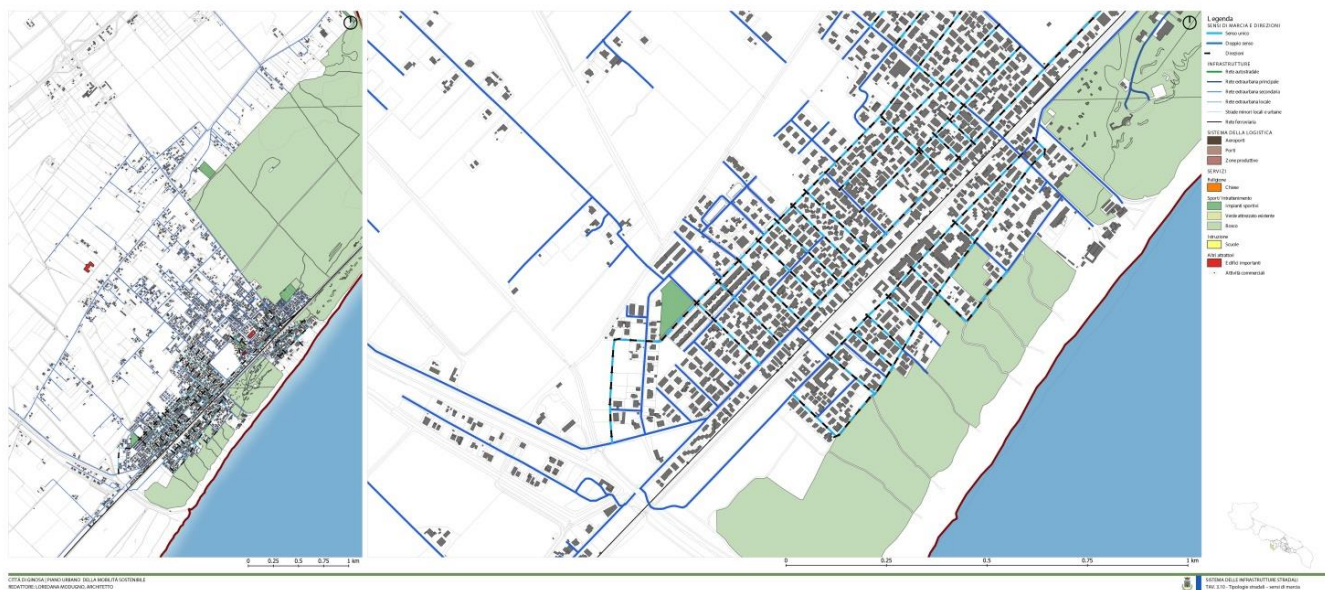 Legenda
SENSI DI MARCIA E DIREZIONI
Senso unico
Doppio senso
Direzioni
INFRASTRUTTURE
Rete autostradale
Rete extraurbana principale
Rete extraurbana secondaria
Rete extraurbana locale
Strade minori locali e urbane
Rete ferroviaria
SISTEMA DELLA LOGISTICA
Aeroporti
Porti
Zone produttive
SERVIZI
Religione
Chiese
Sport/ Intrattenimento
Impianti sportivi
Verde attrezzato esistente
Bosco
Istruzione
Scuole
Altri attrattori
Edifici importanti
Attività commerciali
0 0,25 0,5 0,75 1 km
0 0,25 0,5 0,75 1 km
CITTÀ DI GINOSA | PIANO URBANO DELLA MOBILITÀ SOSTENIBILE
REDATTORE: LOREDANA MODUGNO, ARCHITETTO
SISTEMA DELLE INFRASTRUTTURE STRADALI
TAV. 3.10 - Tipologie stradali - sensi di marcia